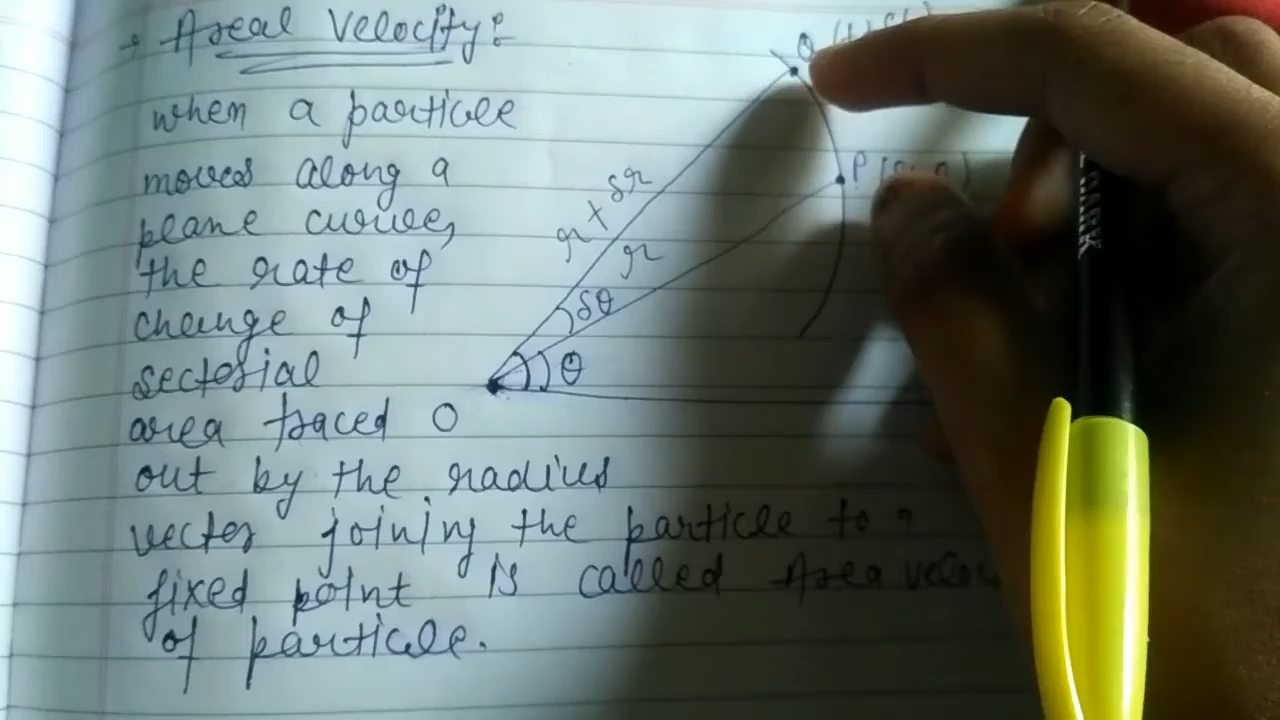 → Areal Velocity:
when a particle
moves along a
plane curve,
the rate of
change of
sectorial
area traced
out by the radius
vector joining the particle to a
fixed point is called Area
of particle.
Q
P
r + δr
r
δθ
θ
O